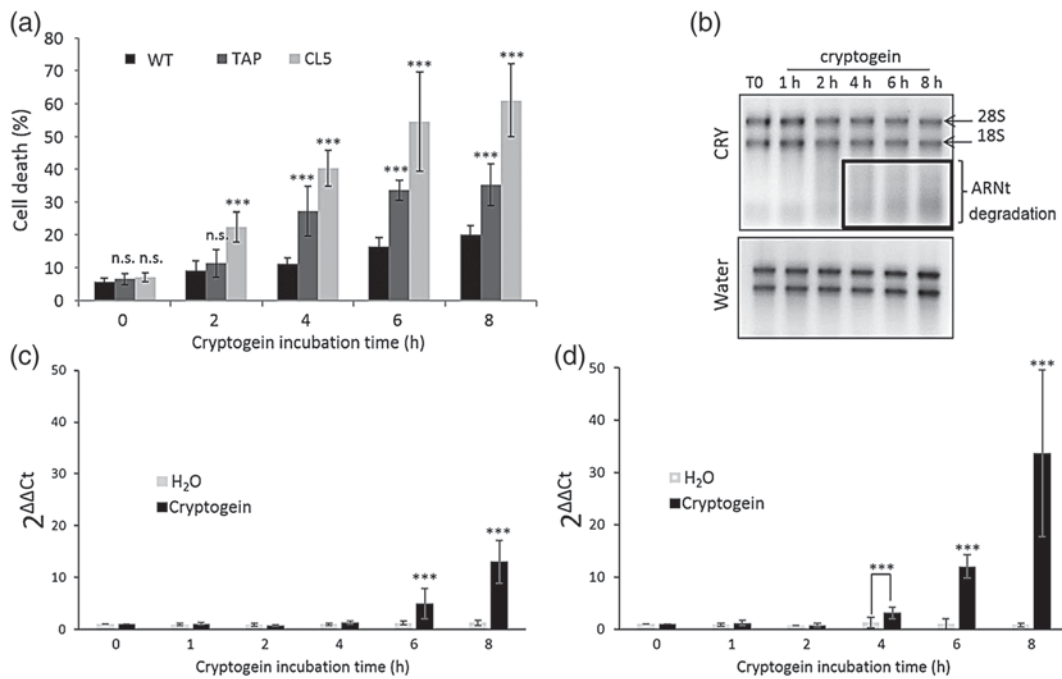 (a)
80
70
60
50
40
30
20
10
0
Cell death (%)
WT TAP CL5
n.s. n.s.
n.s. ***
*** ***
*** ***
*** ***
0 2 4 6 8
Cryptogein incubation time (h)
(b)
cryptogein
T0 1 h 2 h 4 h 6 h 8 h
CRY
28S
18S
ARNt
degradation
Water
(c)
50
40
30
20
10
0
2ΔΔCt
H2O
Cryptogein
***
***
0 1 2 4 6 8
Cryptogein incubation time (h)
(d)
50
40
30
20
10
0
2ΔΔCt
H2O
Cryptogein
***
***
***
0 1 2 4 6 8
Cryptogein incubation time (h)